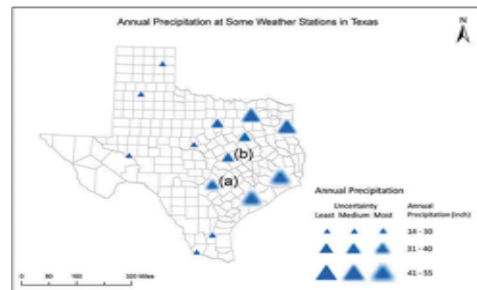 Annual Precipitation at Some Weather Stations in Texas
N
(b)
(a)
Annual Precipitation
Uncertainty
Least Medium Most
Annual
Precipitation (inch)
14 - 30
31 - 40
41 - 55
0 80 160 320 Miles